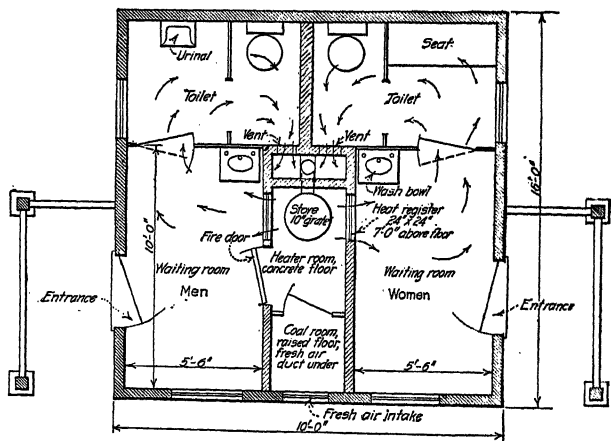 Urinal
Seat
Toilet
Toilet
Vent
Vent
Wash bowl
Stove
10" grate
Heat register
24" x 24"
7'-0" above floor
Fire door
10'-0"
16'-0"
Heater room,
concrete floor
Waiting room
Men
Waiting room
Women
Entrance
Entrance
Coal room,
raised floor,
fresh air
duct under
5'-6"
5'-6"
Fresh air intake
10'-0"